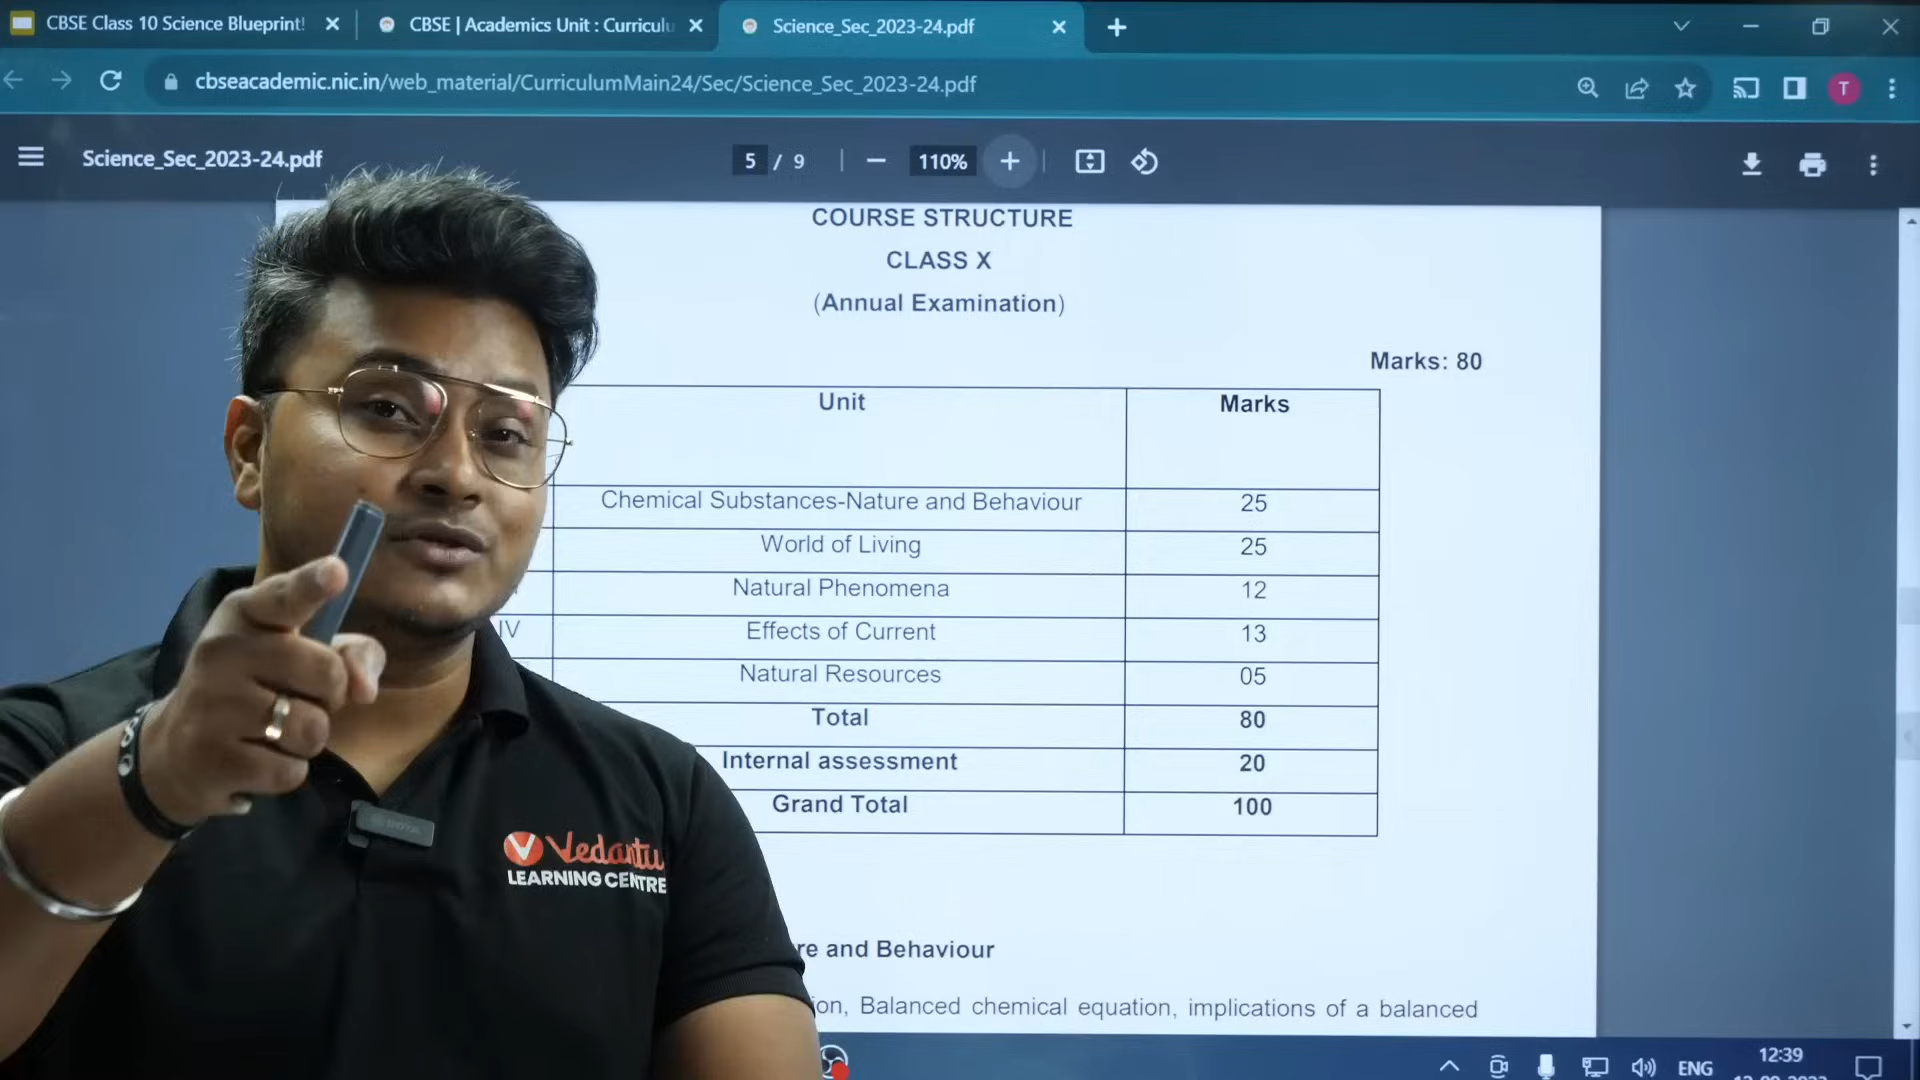 CBSE Class 10 Science Blueprint!
CBSE | Academics Unit : Curricul
Science_Sec_2023-24.pdf
cbseacademic.nic.in/web_material/CurriculumMain24/Sec/Science_Sec_2023-24.pdf
T
Science_Sec_2023-24.pdf
5 / 9
110%
COURSE STRUCTURE
CLASS X
(Annual Examination)
Marks: 80
Unit Marks
Chemical Substances-Nature and Behaviour 25
World of Living 25
Natural Phenomena 12
IV Effects of Current 13
Natural Resources 05
Total 80
Internal assessment 20
Grand Total 100
re and Behaviour
ion, Balanced chemical equation, implications of a balanced
V Vedantu
LEARNING CENTRE
ENG
12:39